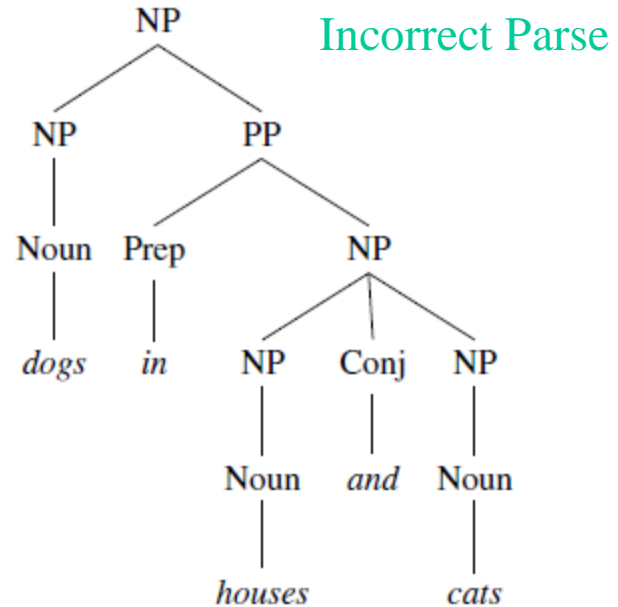 NP Incorrect Parse
NP PP
Noun Prep NP
dogs in NP Conj NP
Noun and Noun
houses cats